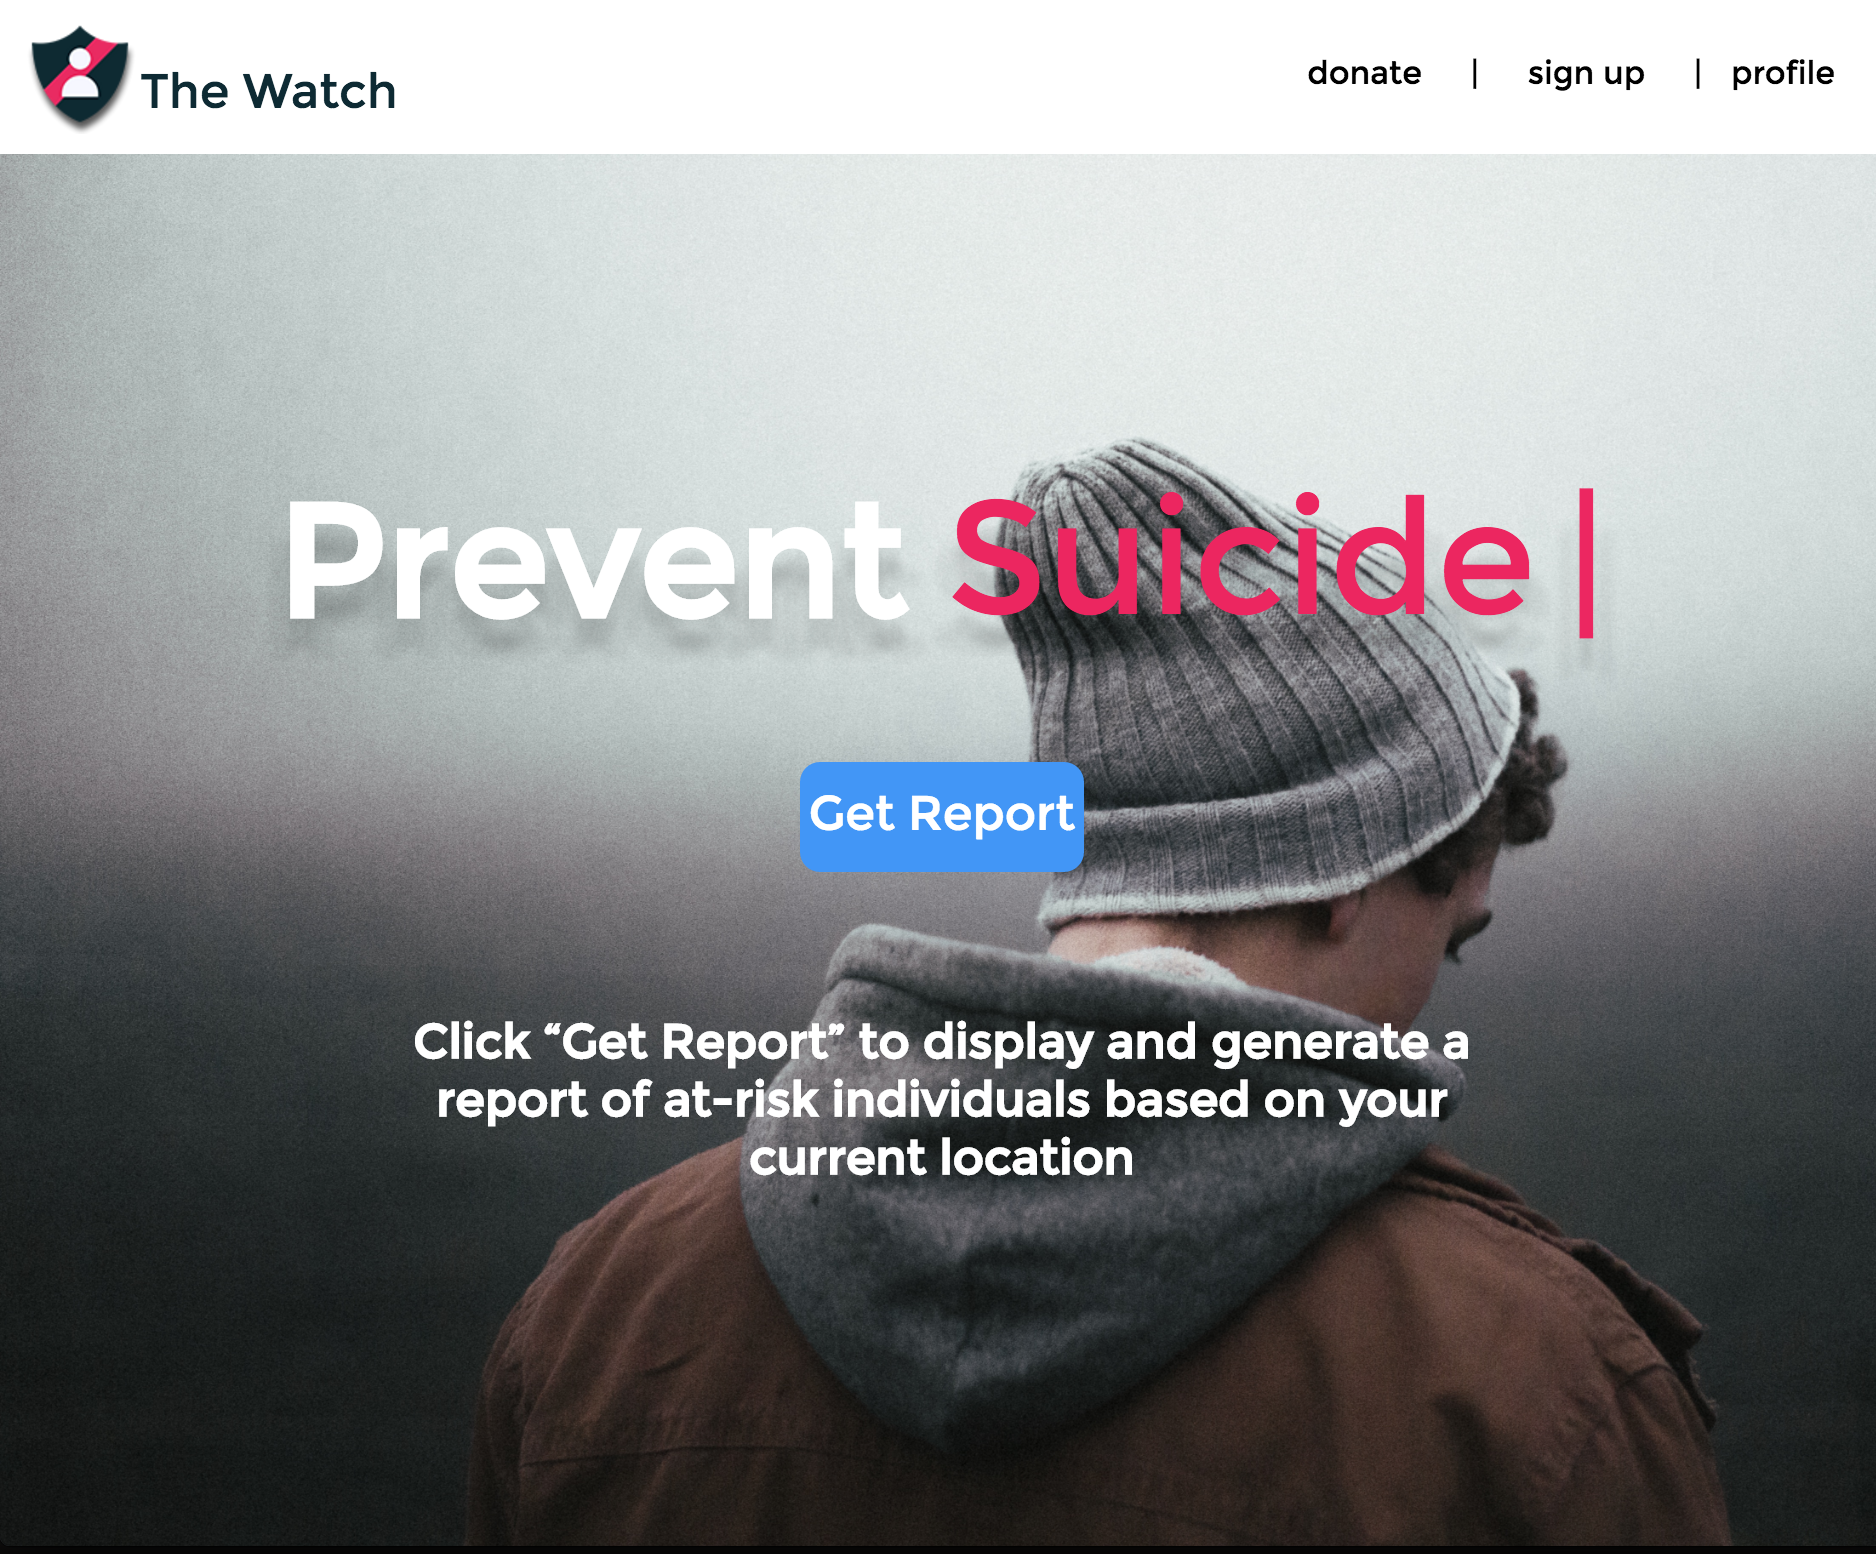 The Watch
donate | sign up | profile
Prevent Suicide|
Get Report
Click “Get Report” to display and generate a
report of at-risk individuals based on your
current location